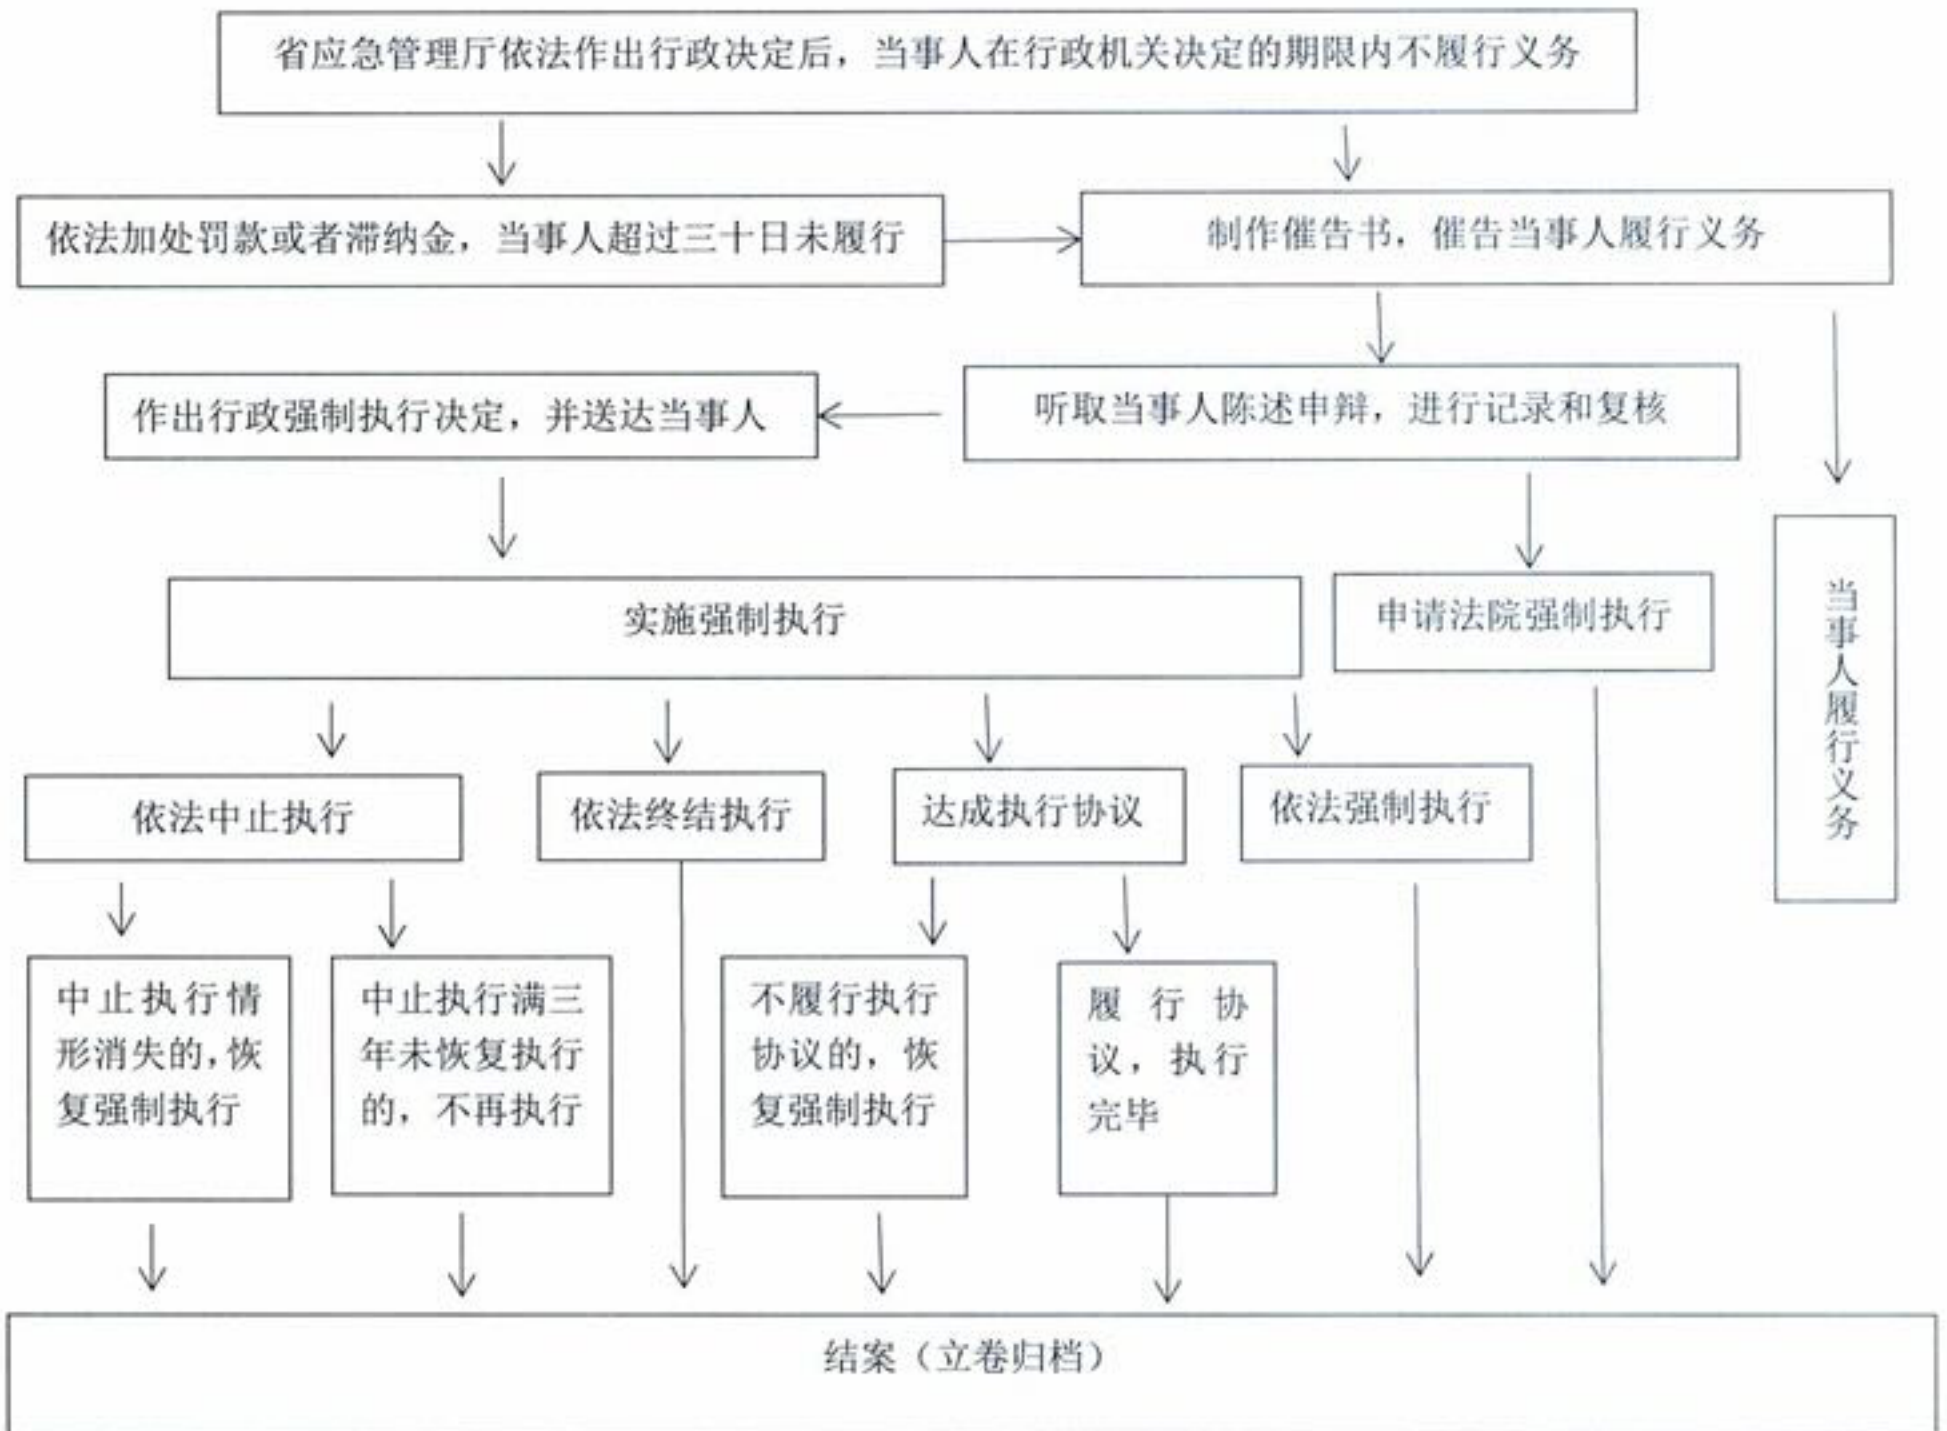 省应急管理厅依法作出行政决定后，当事人在行政机关决定的期限内不履行义务
依法加处罚款或者滞纳金，当事人超过三十日未履行
制作催告书，催告当事人履行义务
作出行政强制执行决定，并送达当事人
听取当事人陈述申辩，进行记录和复核
实施强制执行
申请法院强制执行
当事人履行义务
依法中止执行
依法终结执行
达成执行协议
依法强制执行
中止执行情
形消失的，恢
复强制执行
中止执行满三
年未恢复执行
的，不再执行
不履行执行
协议的，恢
复强制执行
履行协
议，执行
完毕
结案（立卷归档）